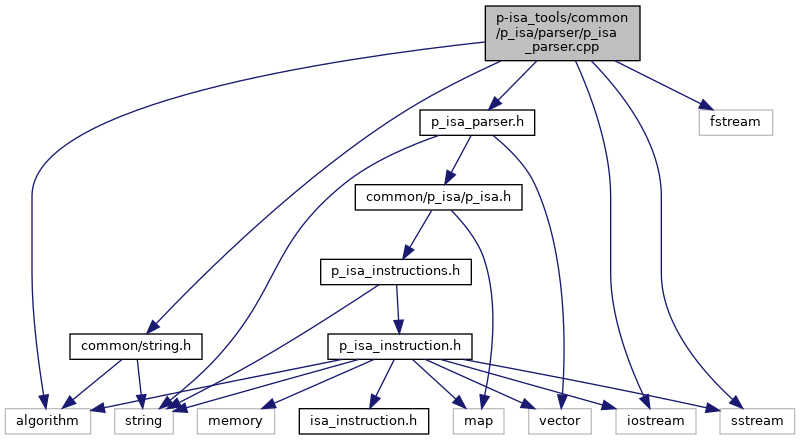 p-isa_tools/common
/p_isa/parser/p_isa
_parser.cpp
p_isa_parser.h
fstream
common/p_isa/p_isa.h
p_isa_instructions.h
common/string.h
p_isa_instruction.h
algorithm
string
memory
isa_instruction.h
map
vector
iostream
sstream